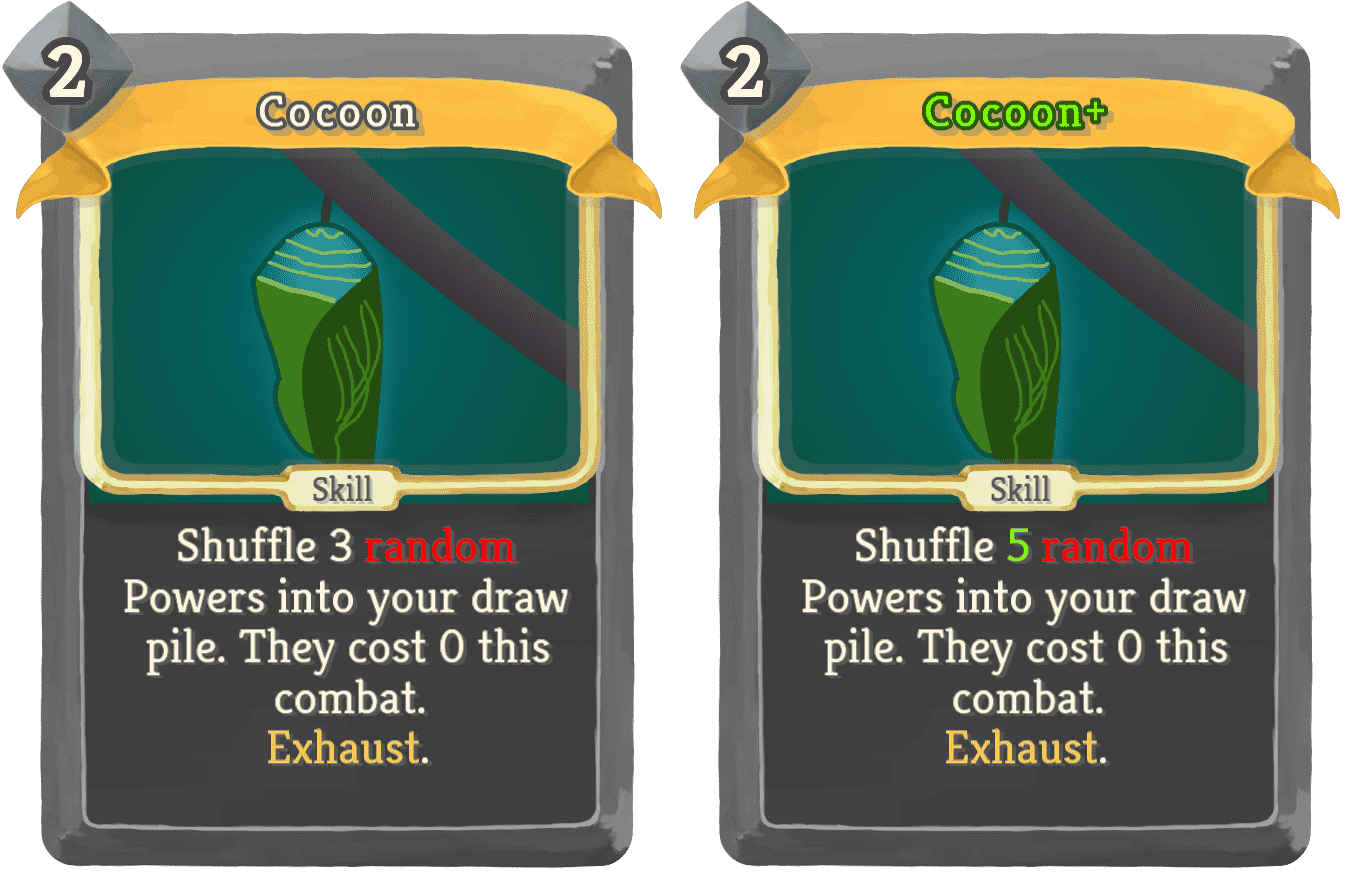 2
Cocoon
Skill
Shuffle 3 random
Powers into your draw
pile. They cost 0 this
combat.
Exhaust.
2
Cocoon+
Skill
Shuffle 5 random
Powers into your draw
pile. They cost 0 this
combat.
Exhaust.